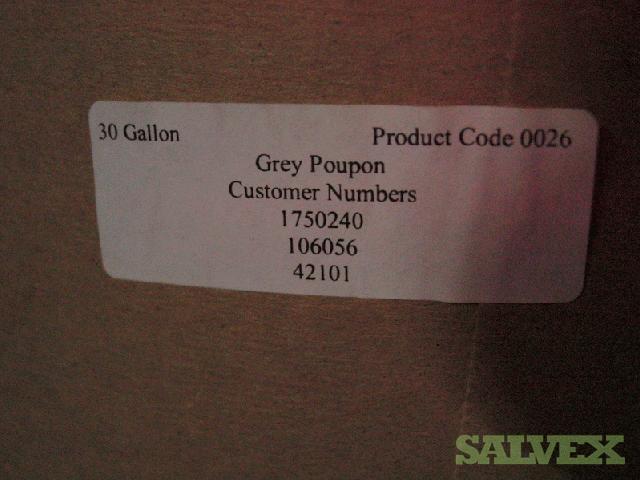 30 Gallon Product Code 0026
Grey Poupon
Customer Numbers
1750240
106056
42101
SALVEX